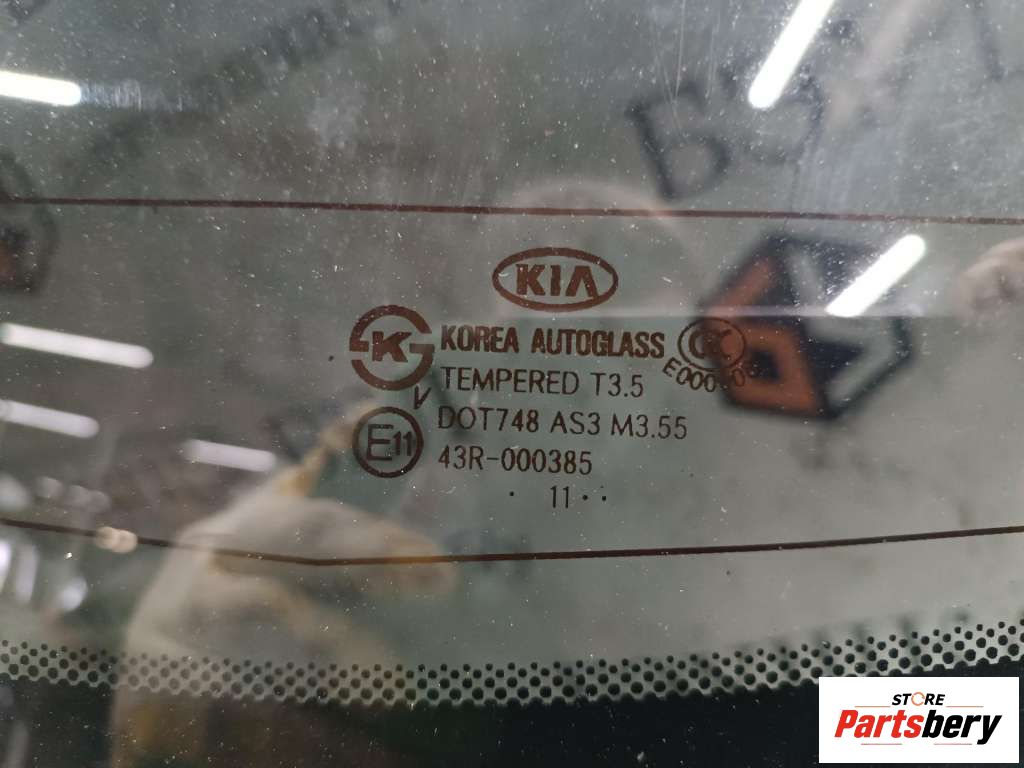 KIA
KOREA AUTOGLASS
TEMPERED T3.5
V
DOT748 AS3 M3.55
E11
43R-000385
· 11 · ·
STORE
Partsbery